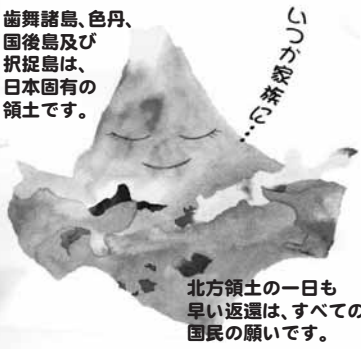 歯舞諸島、色丹、
国後島及び
択捉島は、
日本固有の
領土です。
いつか家族に…
北方領土の一日も
早い返還は、すべての
国民の願いです。